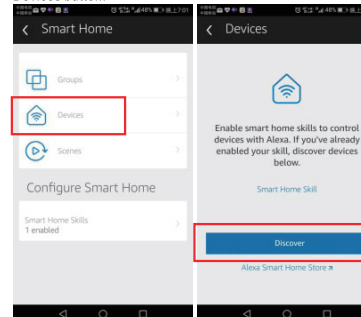 Smart Home
Groups
Devices
Scenes
Configure Smart Home
Smart Home Skills
1 enabled
Devices
Enable smart home skills to control
devices with Alexa. If you've already
enabled your skill, discover devices
below.
Smart Home Skill
Discover
Alexa Smart Home Store